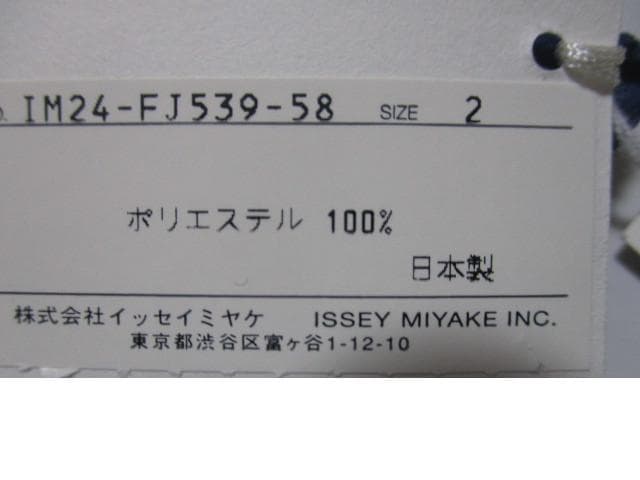 IM24-FJ539-58 SIZE 2
ポリエステル 100%
日本製
株式会社イッセイミヤケ ISSEY MIYAKE INC.
東京都渋谷区富ヶ谷1-12-10